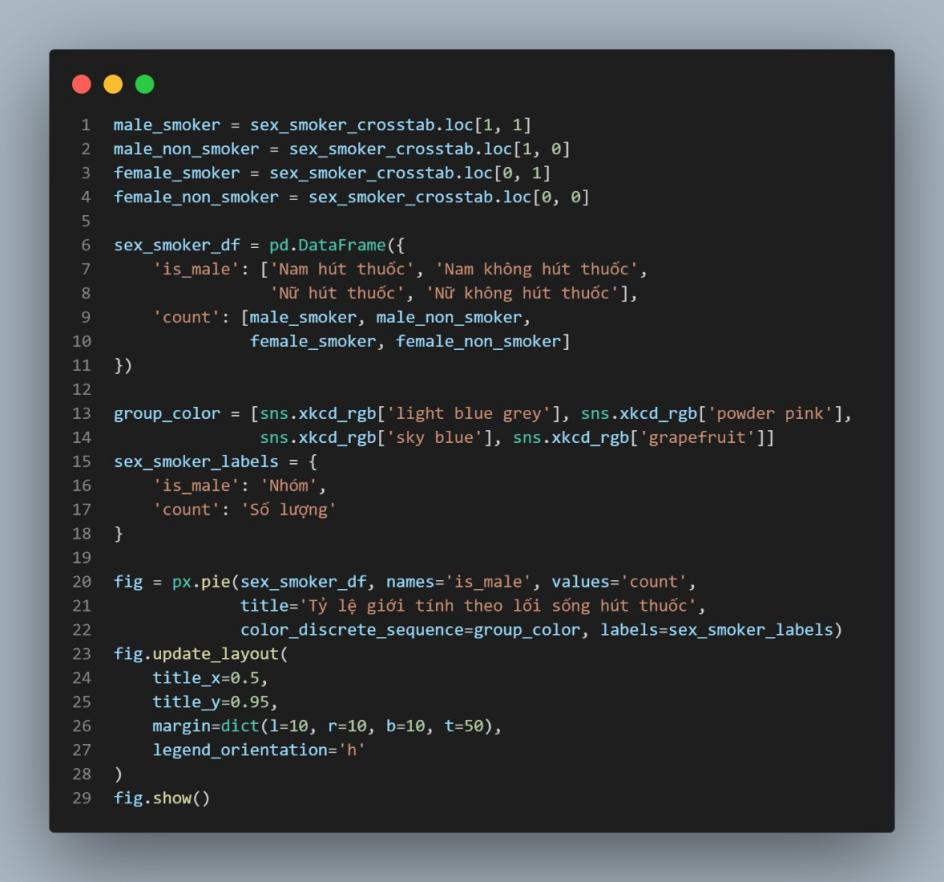 1 male_smoker = sex_smoker_crosstab.loc[1, 1]
2 male_non_smoker = sex_smoker_crosstab.loc[1, 0]
3 female_smoker = sex_smoker_crosstab.loc[0, 1]
4 female_non_smoker = sex_smoker_crosstab.loc[0, 0]
5
6 sex_smoker_df = pd.DataFrame({
7     'is_male': ['Nam hút thuốc', 'Nam không hút thuốc',
8                 'Nữ hút thuốc', 'Nữ không hút thuốc'],
9     'count': [male_smoker, male_non_smoker,
10               female_smoker, female_non_smoker]
11 })
12
13 group_color = [sns.xkcd_rgb['light blue grey'], sns.xkcd_rgb['powder pink'],
14                sns.xkcd_rgb['sky blue'], sns.xkcd_rgb['grapefruit']]
15 sex_smoker_labels = {
16     'is_male': 'Nhóm',
17     'count': 'Số lượng'
18 }
19
20 fig = px.pie(sex_smoker_df, names='is_male', values='count',
21              title='Tỷ lệ giới tính theo lối sống hút thuốc',
22              color_discrete_sequence=group_color, labels=sex_smoker_labels)
23 fig.update_layout(
24     title_x=0.5,
25     title_y=0.95,
26     margin=dict(l=10, r=10, b=10, t=50),
27     legend_orientation='h'
28 )
29 fig.show()